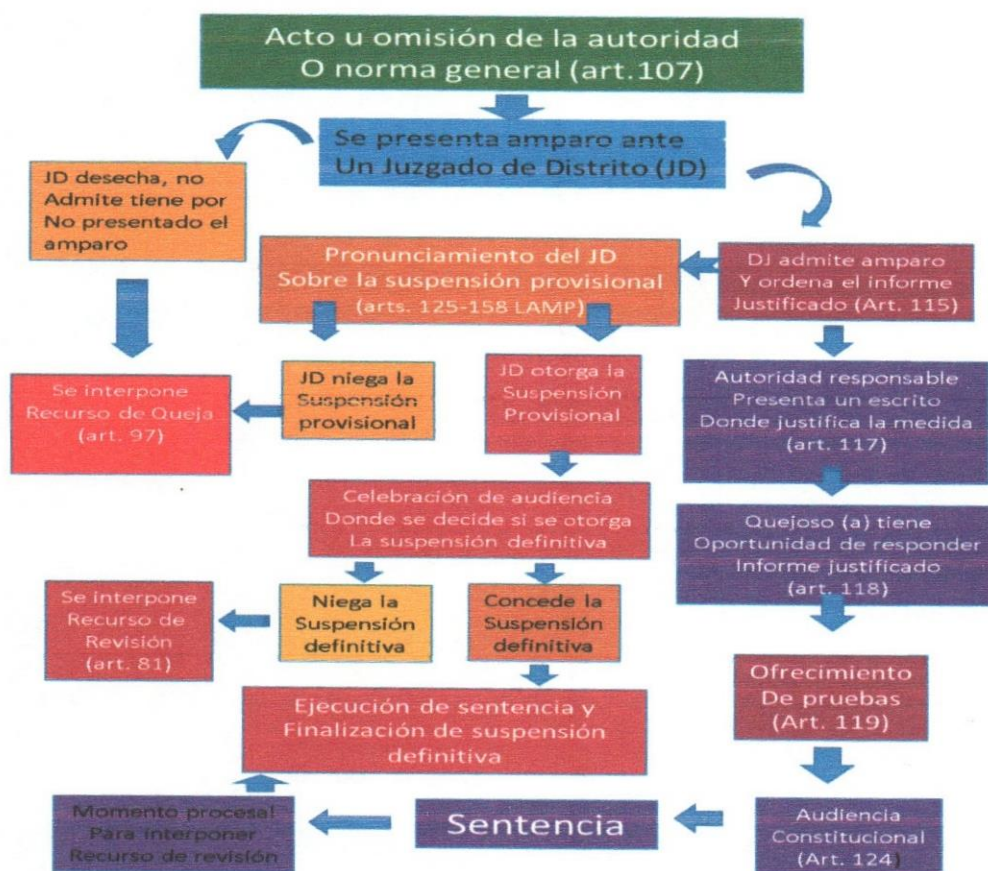 Acto u omisión de la autoridad
O norma general (art.107)
Se presenta amparo ante
Un Juzgado de Distrito (JD)
JD desecha, no
Admite tiene por
No presentado el
amparo
Pronunciamiento del JD
Sobre la suspensión provisional
(arts. 125-158 LAMP)
DJ admite amparo
Y ordena el informe
Justificado (Art. 115)
Se interpone
Recurso de Queja
(art. 97)
JD niega la
Suspensión
provisional
JD otorga la
Suspensión
Provisional
Autoridad responsable
Presenta un escrito
Donde justifica la medida
(art. 117)
Celebración de audiencia
Donde se decide si se otorga
La suspensión definitiva
Quejoso (a) tiene
Oportunidad de responder
Informe justificado
(art. 118)
Se interpone
Recurso de
Revisión
(art. 81)
Niega la
Suspensión
definitiva
Concede la
Suspensión
definitiva
Ofrecimiento
De pruebas
(Art. 119)
Ejecución de sentencia y
Finalización de suspensión
definitiva
Momento procesal
Para interponer
Recurso de revisión
Sentencia
Audiencia
Constitucional
(Art. 124)